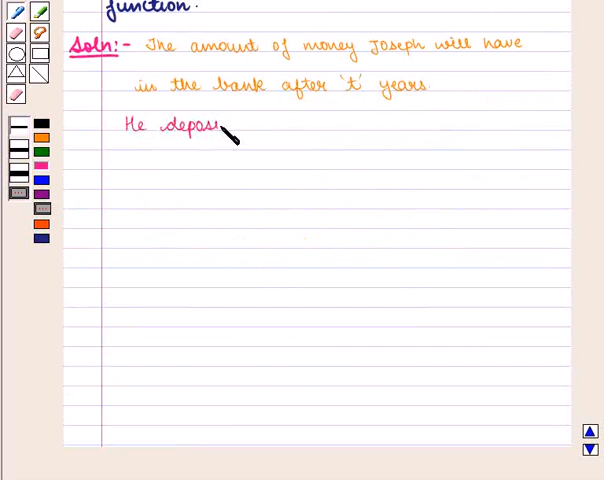 function.
Soln:- The amount of money Joseph will have
in the bank after 't' years.
He depos